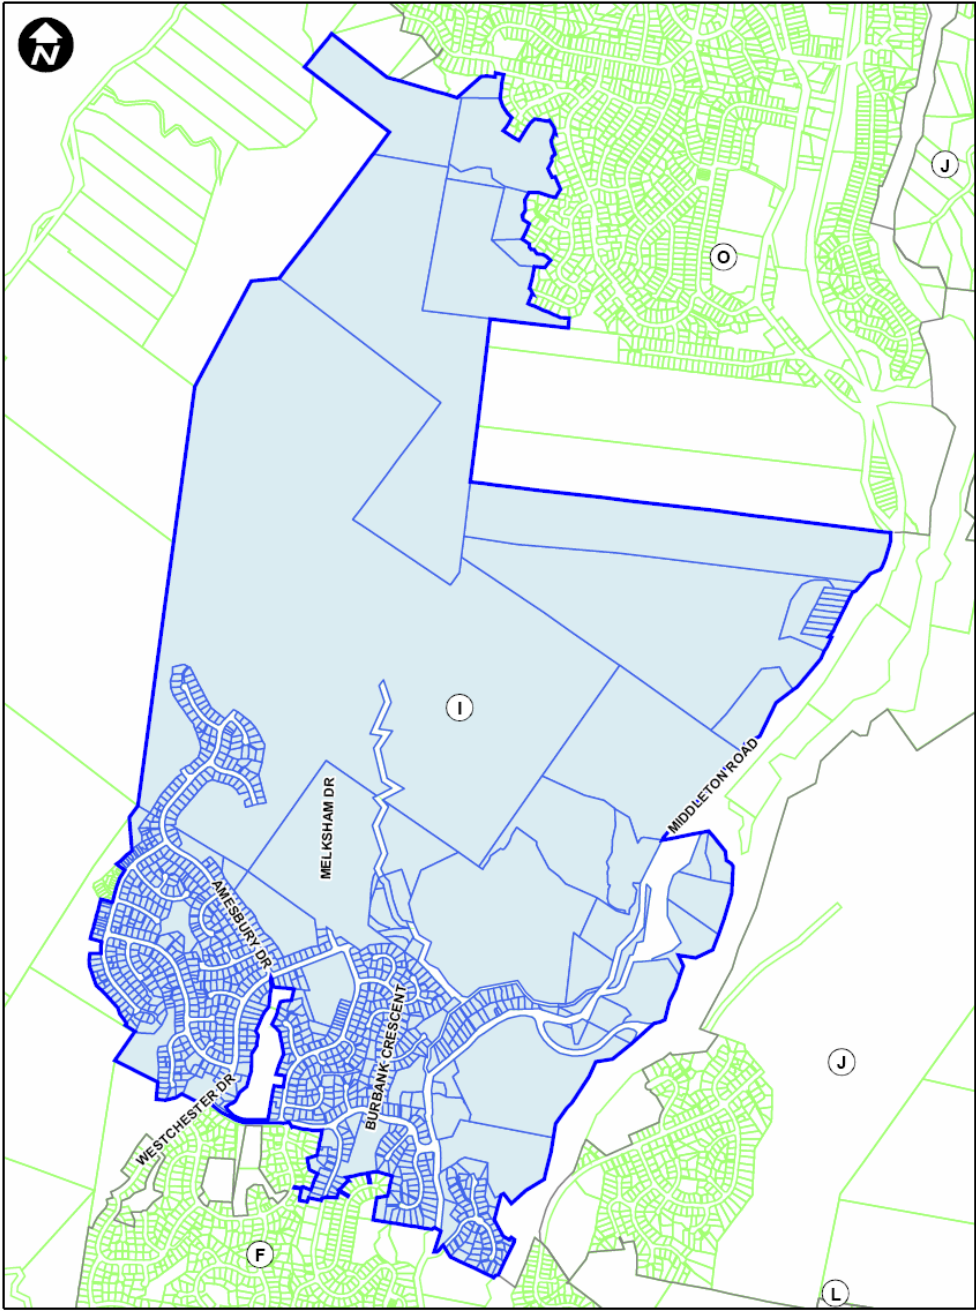 N
J
O
I
MIDDLETON ROAD
MELKSHAM DR
AMESBURY DR
BURBANK CRESCENT
J
WESTCHESTER DR
F
L